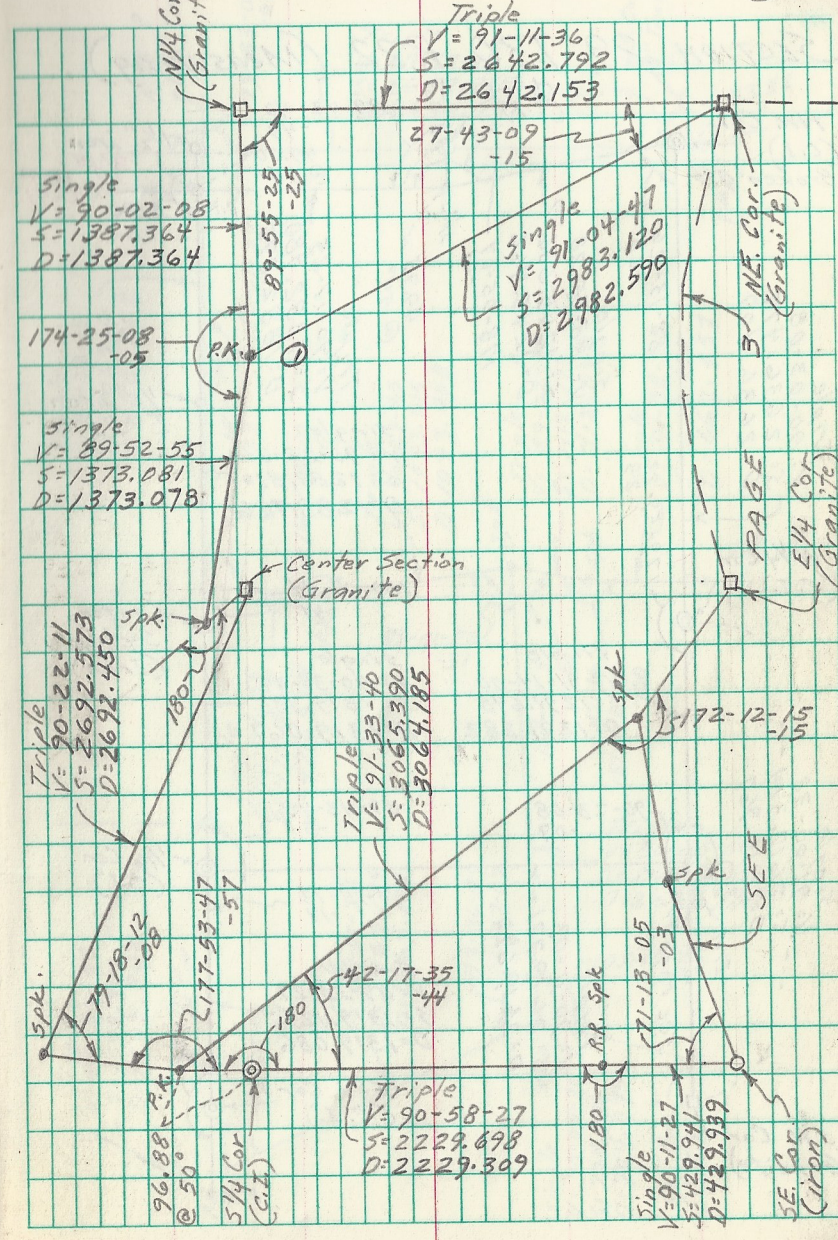 N 1/4 Cor
(Granite
Triple
V = 91-11-36
S = 2642.792
D = 2642.153
27-43-09
-15
Single
V = 90-02-08
S = 1387.364
D = 1387.364
89-55-25
-25
Single
V = 91-04-47
S = 2983.120
D = 2982.590
NE. Cor.
(Granite)
174-25-08
-05
P.K.
1
Single
V = 89-52-55
S = 1373.081
D = 1373.078
Center Section
(Granite)
Spk.
180
E 1/4 Cor
(Granite)
SEE PAGE 3
Triple
V = 90-22-11
S = 2692.573
D = 2692.450
Triple
V = 91-33-40
S = 3065.390
D = 3064.185
Spk
172-12-15
-15
Spk
79-18-12
-08
177-53-47
-57
42-17-35
-44
180
71-13-05
-03
R.R. Spk
Spk.
P.K.
96.88
@ 50°
S 1/4 Cor
(C.I.)
Triple
V = 90-58-27
S = 2229.698
D = 2229.309
180
Single
V = 90-11-27
S = 429.941
D = 429.939
SE. Cor.
(iron)